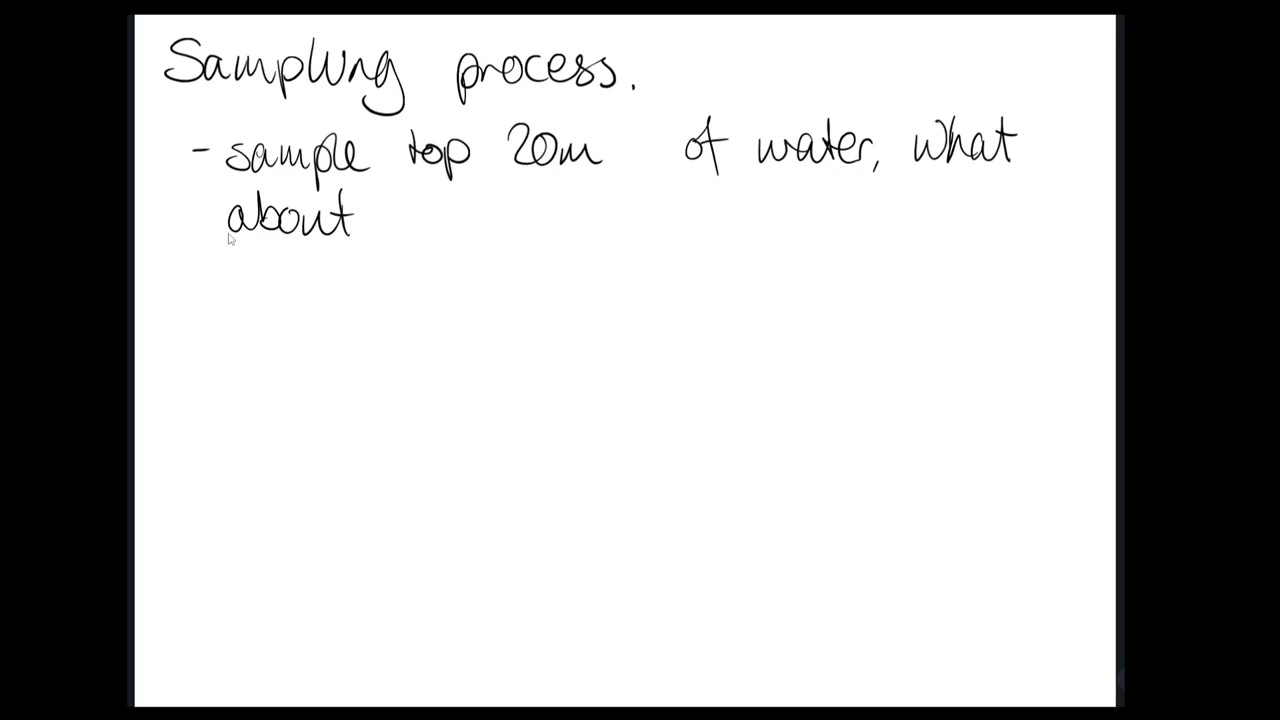 Sampling process.
- sample top 20m of water, what
about